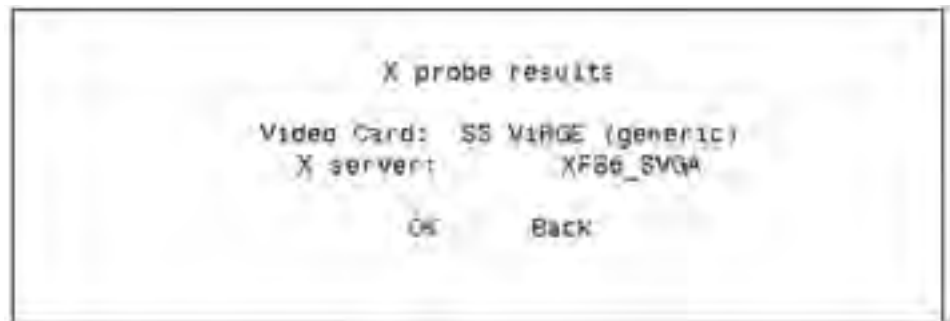 X probe results
Video Card: S3 ViRGE (generic)
X server: XF86_SVGA
OK Back